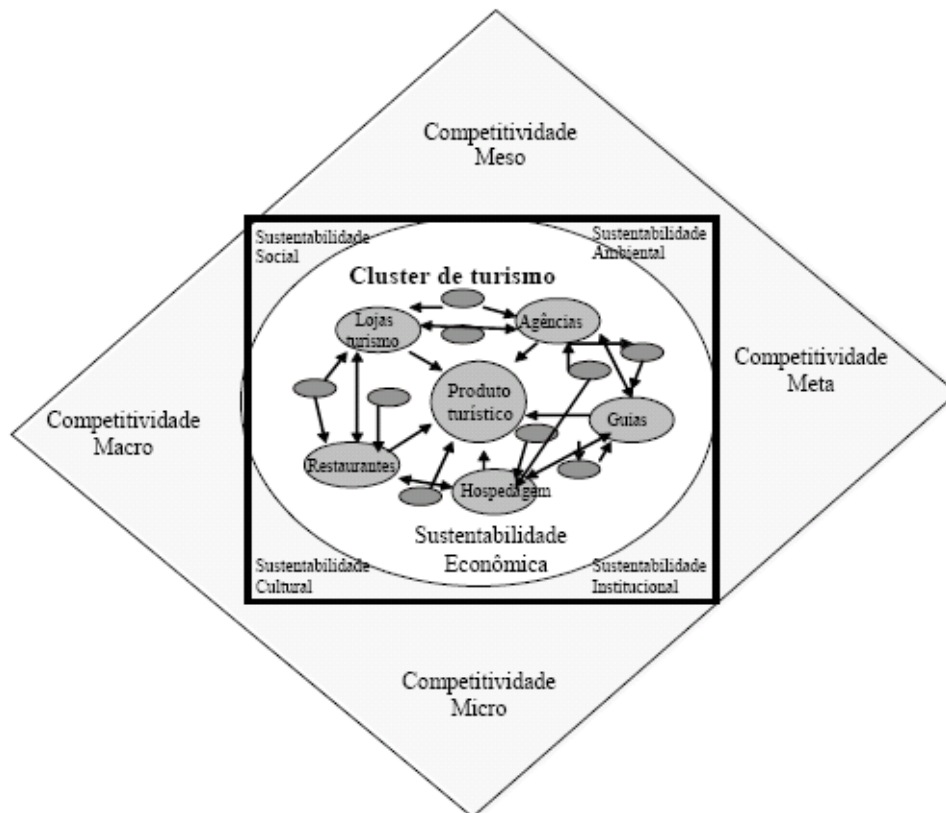 Competitividade
Meso
Sustentabilidade
Social
Sustentabilidade
Ambiental
Cluster de turismo
Lojas
turismo
Agências
Produto
turístico
Competitividade
Meta
Competitividade
Macro
Guias
Restaurantes
Hospedagem
Sustentabilidade
Econômica
Sustentabilidade
Cultural
Sustentabilidade
Institucional
Competitividade
Micro